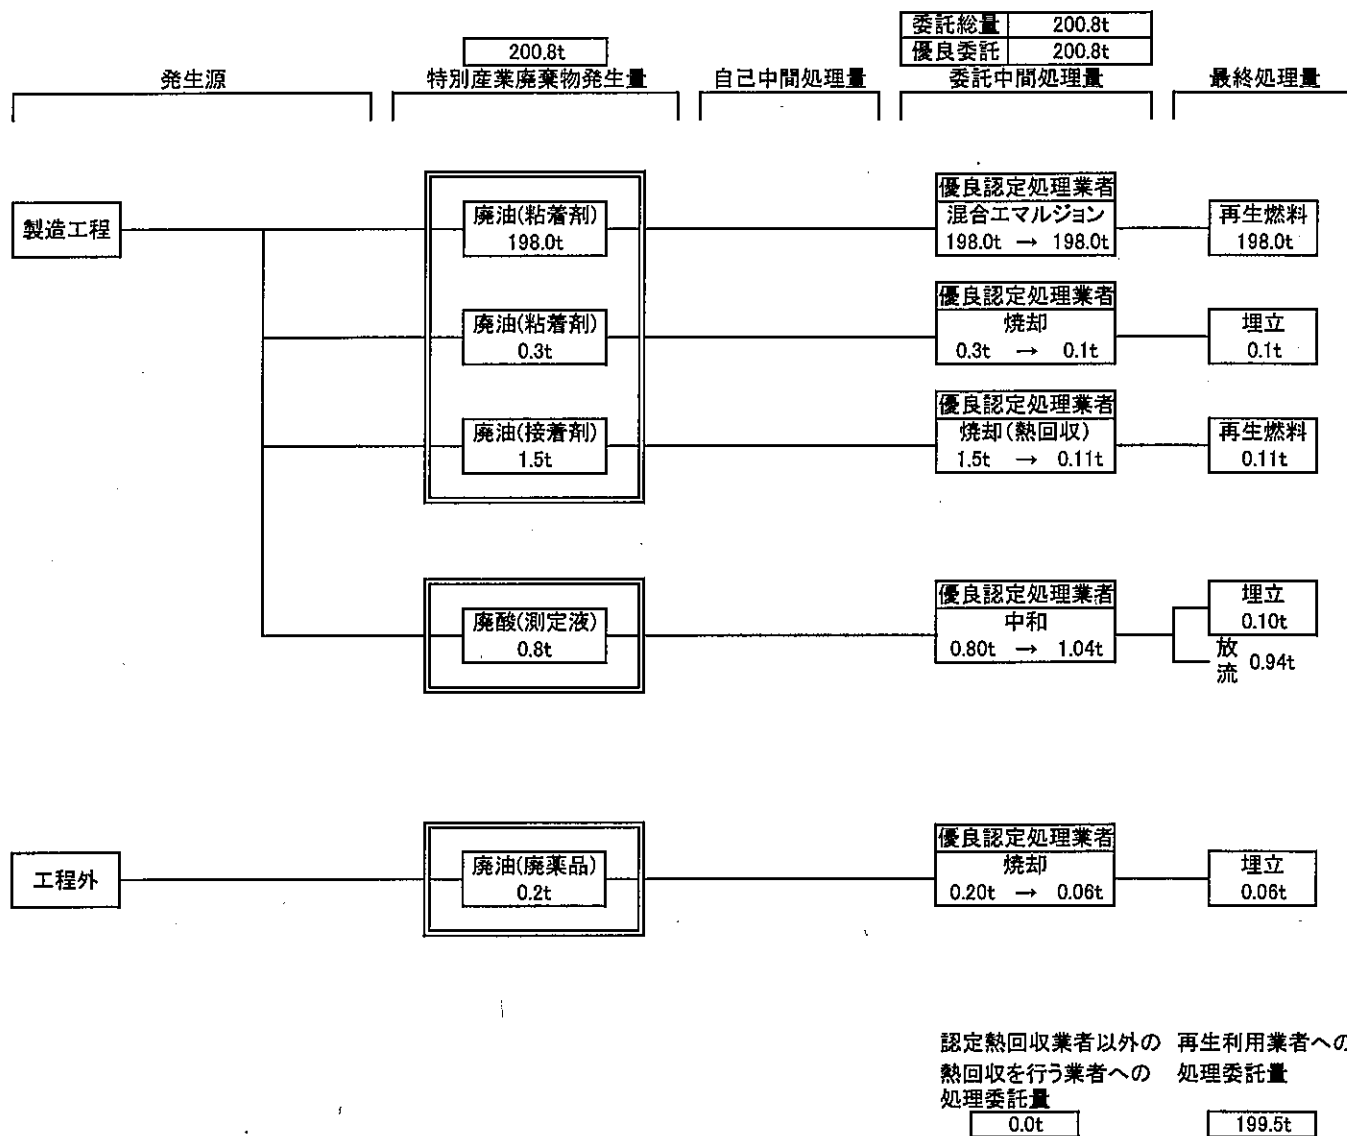 委託総量 200.8t
200.8t 優良委託 200.8t
発生源 特別産業廃棄物発生量 自己中間処理量 委託中間処理量 最終処理量
優良認定処理業者
製造工程 廃油(粘着剤) 混合エマルジョン 再生燃料
198.0t 198.0t → 198.0t 198.0t
優良認定処理業者
廃油(粘着剤) 焼却 埋立
0.3t 0.3t → 0.1t 0.1t
優良認定処理業者
廃油(接着剤) 焼却(熱回収) 再生燃料
1.5t 1.5t → 0.11t 0.11t
優良認定処理業者 埋立
廃酸(測定液) 中和 0.10t
0.8t 0.80t → 1.04t 放流 0.94t
優良認定処理業者
工程外 廃油(廃薬品) 焼却 埋立
0.2t 0.20t → 0.06t 0.06t
認定熱回収業者以外の 再生利用業者への
熱回収を行う業者への 処理委託量
処理委託量
0.0t 199.5t